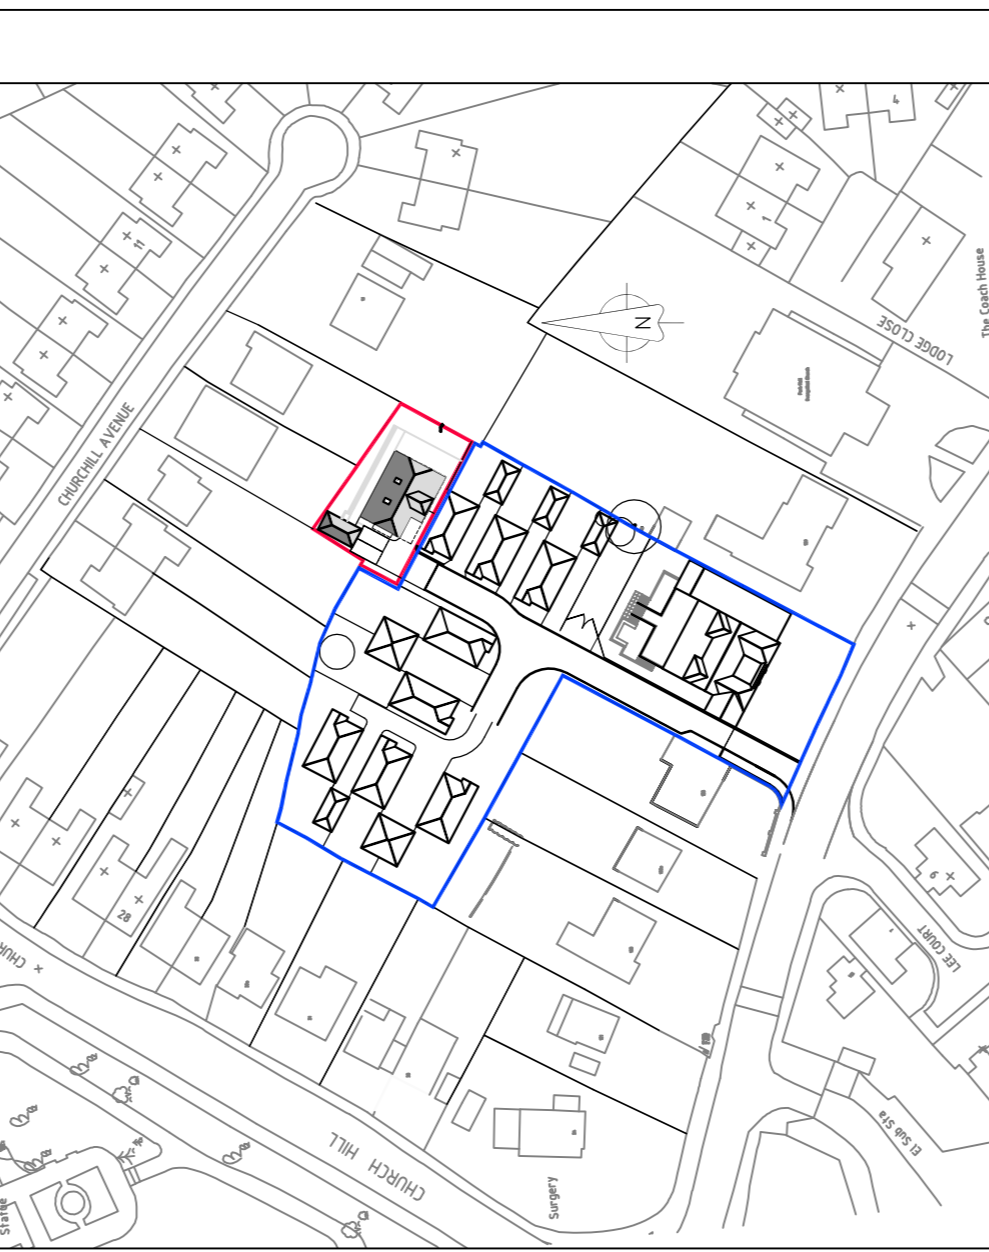 4
1
11
The Coach House
LODGE CLOSE
N
CHURCHILL AVENUE
28
6
LEE COURT
El Sub Sta
CHURCH HILL
Surgery
Statue